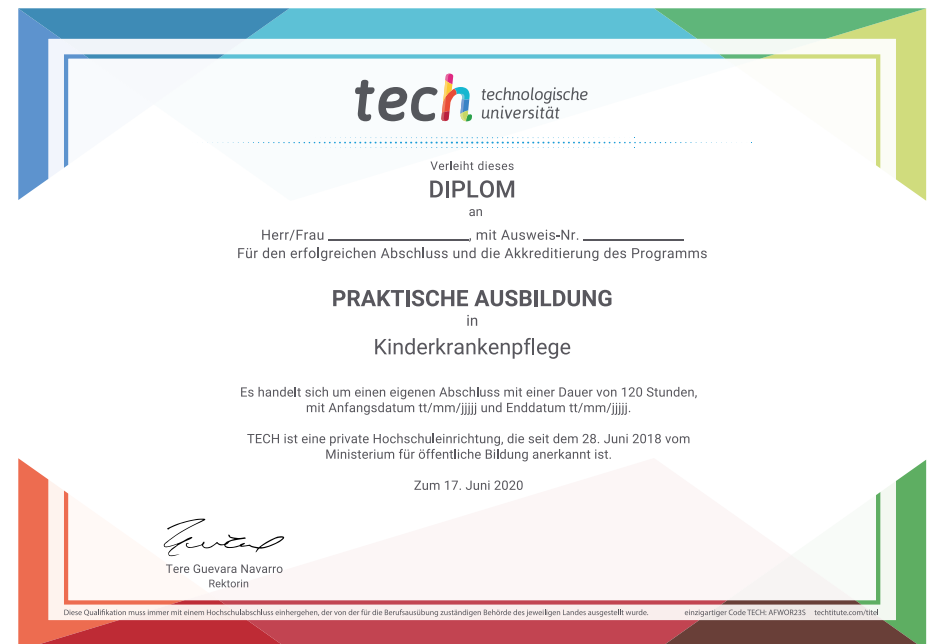 tech technologische
universität
Verleiht dieses
DIPLOM
an
Herr/Frau ________________, mit Ausweis-Nr. ____________
Für den erfolgreichen Abschluss und die Akkreditierung des Programms
PRAKTISCHE AUSBILDUNG
in
Kinderkrankenpflege
Es handelt sich um einen eigenen Abschluss mit einer Dauer von 120 Stunden,
mit Anfangsdatum tt/mm/jjjjj und Enddatum tt/mm/jjjjj.
TECH ist eine private Hochschuleinrichtung, die seit dem 28. Juni 2018 vom
Ministerium für öffentliche Bildung anerkannt ist.
Zum 17. Juni 2020
Tere Guevara Navarro
Rektorin
Diese Qualifikation muss immer mit einem Hochschulabschluss einhergehen, der von der für die Berufsausübung zuständigen Behörde des jeweiligen Landes ausgestellt wurde. einzigartiger Code TECH: AFWOR23S techtitute.com/titel